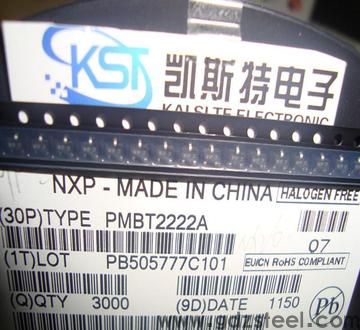 KST 凯斯特电子
KAISITE ELECTRONIC
NXP - MADE IN CHINA HALOGEN FREE
(30P)TYPE PMBT2222A
07
(1T)LOT PB505777C101 EU/CN RoHS COMPLIANT
(Q)QTY 3000 (9D)DATE 1150 Pb
www.gdzsteel.com